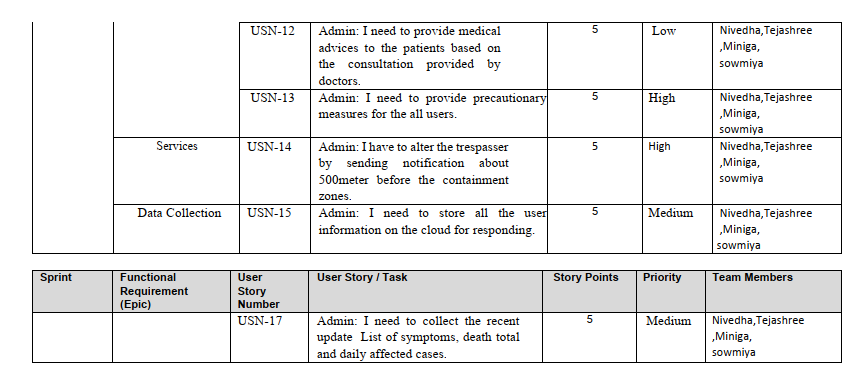 USN-12 Admin: I need to provide medical 5 Low Nivedha,Tejashree
advices to the patients based on ,Miniga,
the consultation provided by sowmiya
doctors.
USN-13 Admin: I need to provide precautionary 5 High Nivedha,Tejashree
measures for the all users. ,Miniga,
sowmiya
Services USN-14 Admin: I have to alter the trespasser 5 High Nivedha,Tejashree
by sending notification about ,Miniga,
500meter before the containment sowmiya
zones.
Data Collection USN-15 Admin: I need to store all the user 5 Medium Nivedha,Tejashree
information on the cloud for responding. ,Miniga,
sowmiya
Sprint Functional User User Story / Task Story Points Priority Team Members
Requirement Story
(Epic) Number
USN-17 Admin: I need to collect the recent 5 Medium Nivedha,Tejashree
update List of symptoms, death total ,Miniga,
and daily affected cases. sowmiya